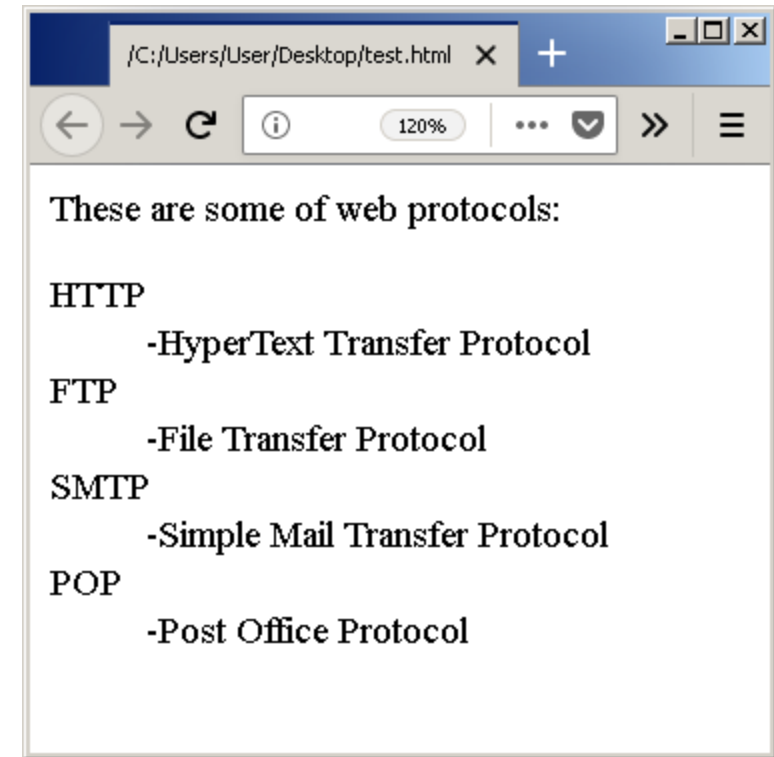 /C:/Users/User/Desktop/test.html
120%
These are some of web protocols:
HTTP
-HyperText Transfer Protocol
FTP
-File Transfer Protocol
SMTP
-Simple Mail Transfer Protocol
POP
-Post Office Protocol